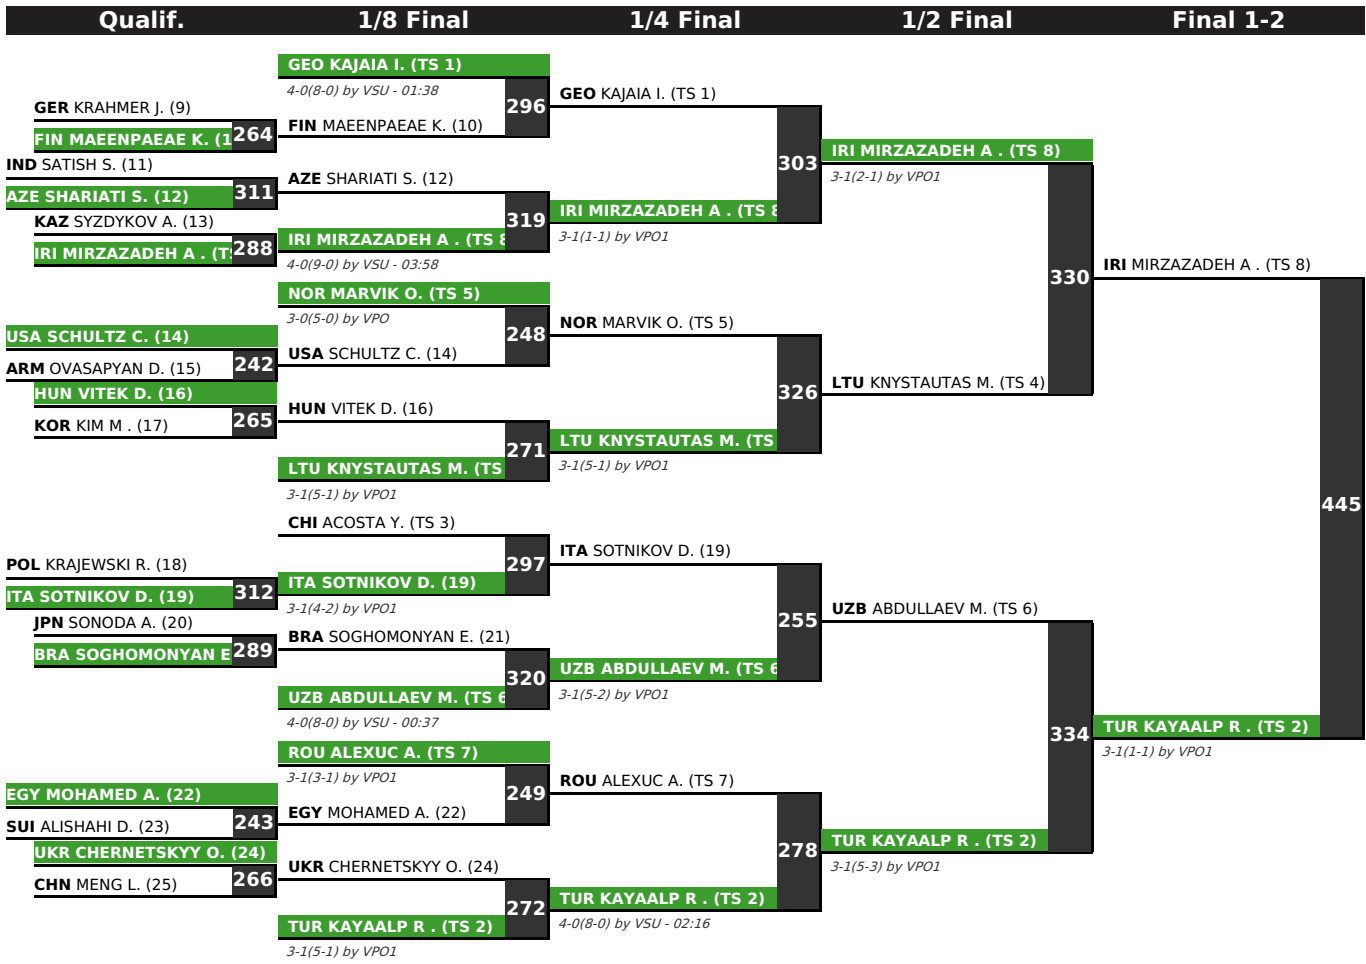 Qualif. 1/8 Final 1/4 Final 1/2 Final Final 1-2
GER KRAHMER J. (9)
FIN MAEENPAEAE K. (1
264
IND SATISH S. (11)
AZE SHARIATI S. (12)
311
KAZ SYZDYKOV A. (13)
IRI MIRZAZADEH A . (TS
288
USA SCHULTZ C. (14)
ARM OVASAPYAN D. (15)
242
HUN VITEK D. (16)
KOR KIM M . (17)
265
POL KRAJEWSKI R. (18)
ITA SOTNIKOV D. (19)
312
JPN SONODA A. (20)
BRA SOGHOMONYAN E
289
EGY MOHAMED A. (22)
SUI ALISHAHI D. (23)
243
UKR CHERNETSKYY O. (24)
CHN MENG L. (25)
266
GEO KAJAIA I. (TS 1)
4-0(8-0) by VSU - 01:38
FIN MAEENPAEAE K. (10)
296
AZE SHARIATI S. (12)
IRI MIRZAZADEH A . (TS 8
4-0(9-0) by VSU - 03:58
319
NOR MARVIK O. (TS 5)
3-0(5-0) by VPO
USA SCHULTZ C. (14)
248
HUN VITEK D. (16)
LTU KNYSTAUTAS M. (TS
3-1(5-1) by VPO1
271
CHI ACOSTA Y. (TS 3)
ITA SOTNIKOV D. (19)
3-1(4-2) by VPO1
297
BRA SOGHOMONYAN E. (21)
UZB ABDULLAEV M. (TS 6
4-0(8-0) by VSU - 00:37
320
ROU ALEXUC A. (TS 7)
3-1(3-1) by VPO1
EGY MOHAMED A. (22)
249
UKR CHERNETSKYY O. (24)
TUR KAYAALP R . (TS 2)
3-1(5-1) by VPO1
272
GEO KAJAIA I. (TS 1)
IRI MIRZAZADEH A . (TS 8
3-1(1-1) by VPO1
303
NOR MARVIK O. (TS 5)
LTU KNYSTAUTAS M. (TS
3-1(5-1) by VPO1
326
ITA SOTNIKOV D. (19)
UZB ABDULLAEV M. (TS 6
3-1(5-2) by VPO1
255
ROU ALEXUC A. (TS 7)
TUR KAYAALP R . (TS 2)
4-0(8-0) by VSU - 02:16
278
IRI MIRZAZADEH A . (TS 8)
3-1(2-1) by VPO1
LTU KNYSTAUTAS M. (TS 4)
330
UZB ABDULLAEV M. (TS 6)
TUR KAYAALP R . (TS 2)
3-1(5-3) by VPO1
334
IRI MIRZAZADEH A . (TS 8)
TUR KAYAALP R . (TS 2)
3-1(1-1) by VPO1
445